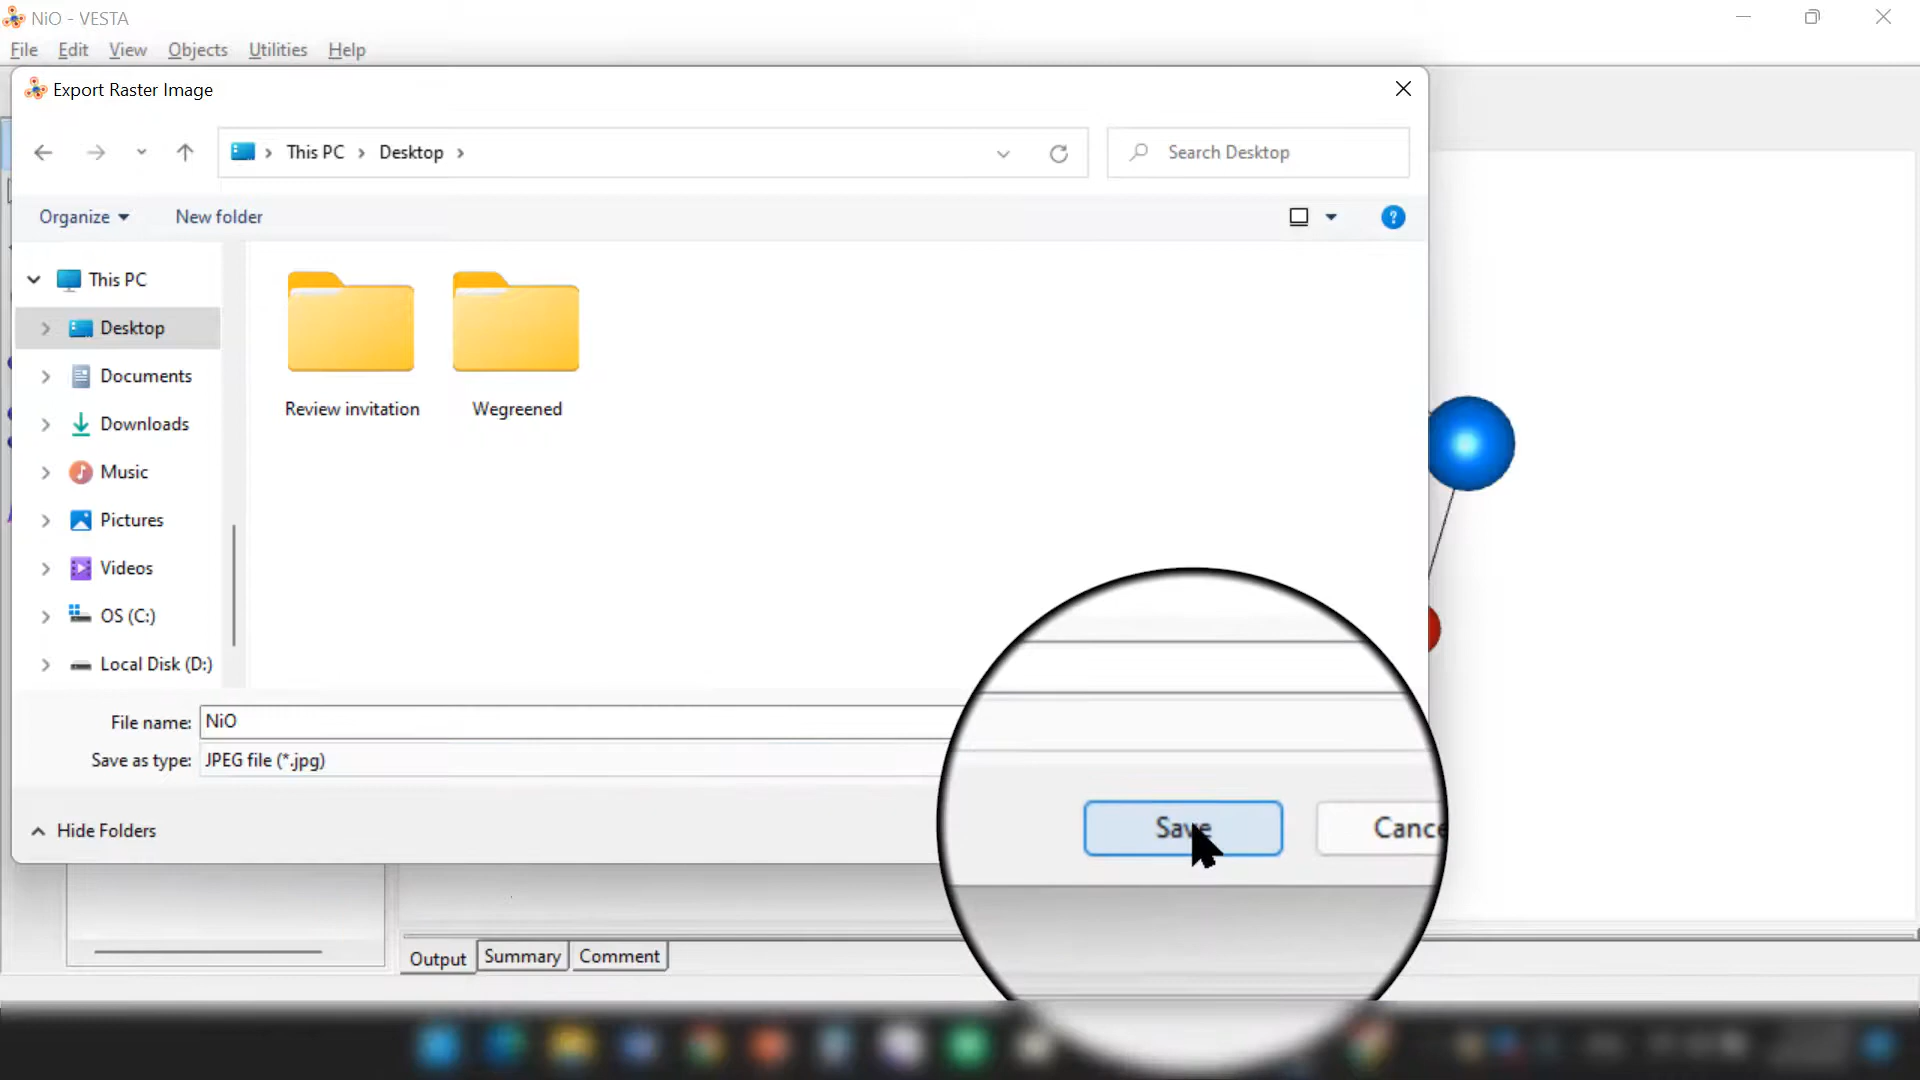 NiO - VESTA
File Edit View Objects Utilities Help
Export Raster Image
This PC Desktop
Search Desktop
Organize
New folder
?
This PC
Desktop
Documents
Downloads
Music
Pictures
Videos
OS (C:)
Local Disk (D:)
Review invitation
Wegreened
File name: NiO
Save as type: JPEG file (*.jpg)
Save
Cance
Hide Folders
Output Summary Comment